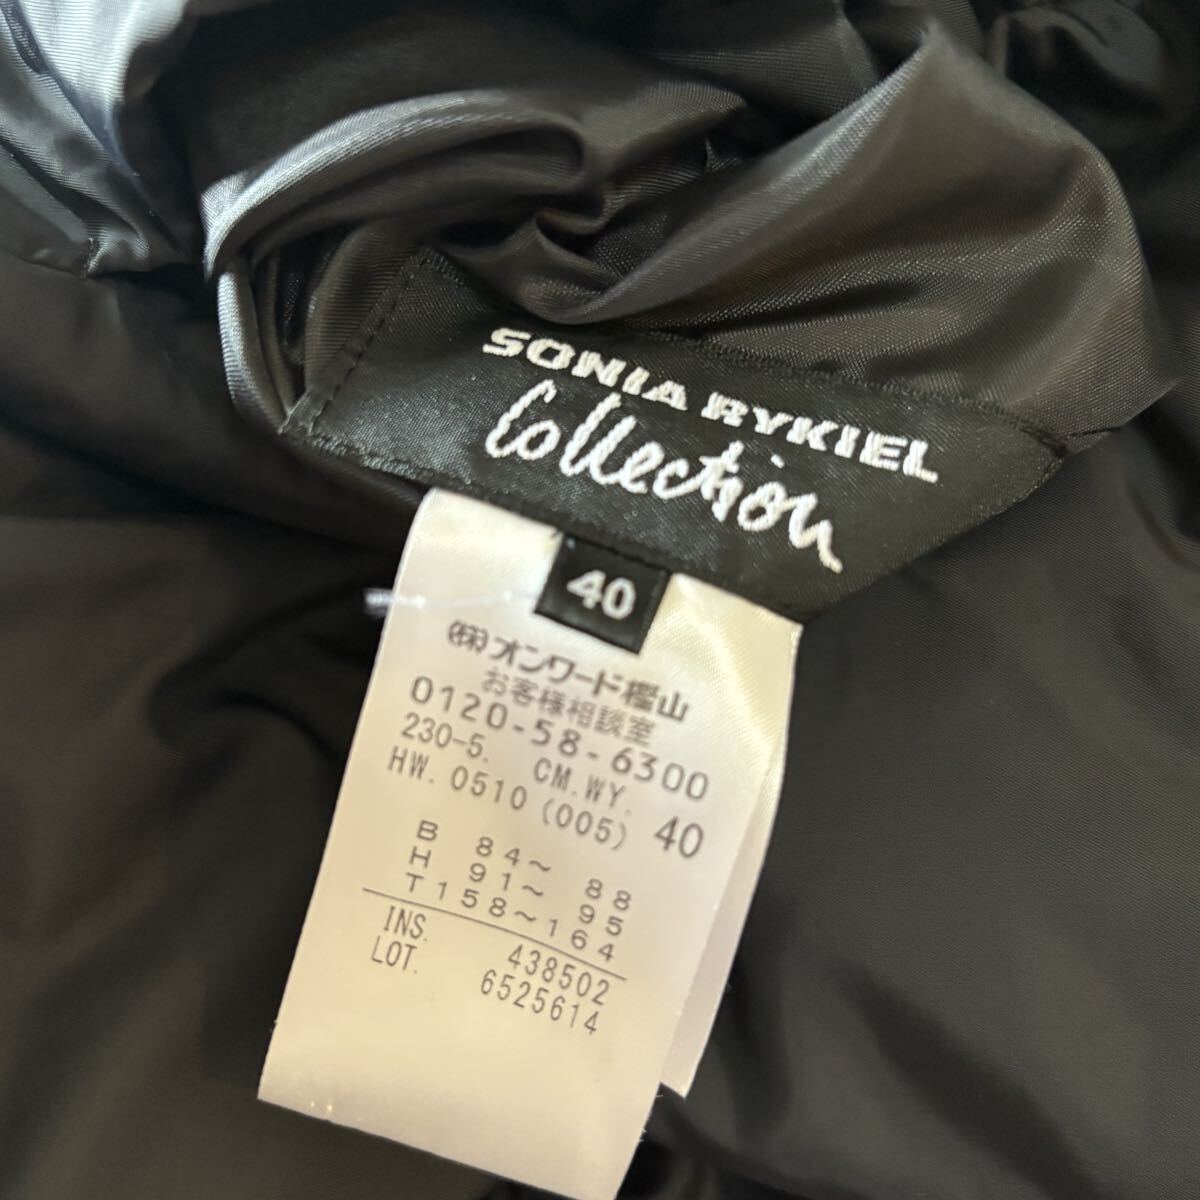 SONIA RYKIEL
Collection
40
㈱オンワード樫山
お客様相談室
0120-58-6300
230-5. CM.WY.
HW. 0510 (005) 40
B 84～ 88
H 91～ 95
T158～164
INS. 438502
LOT. 6525614